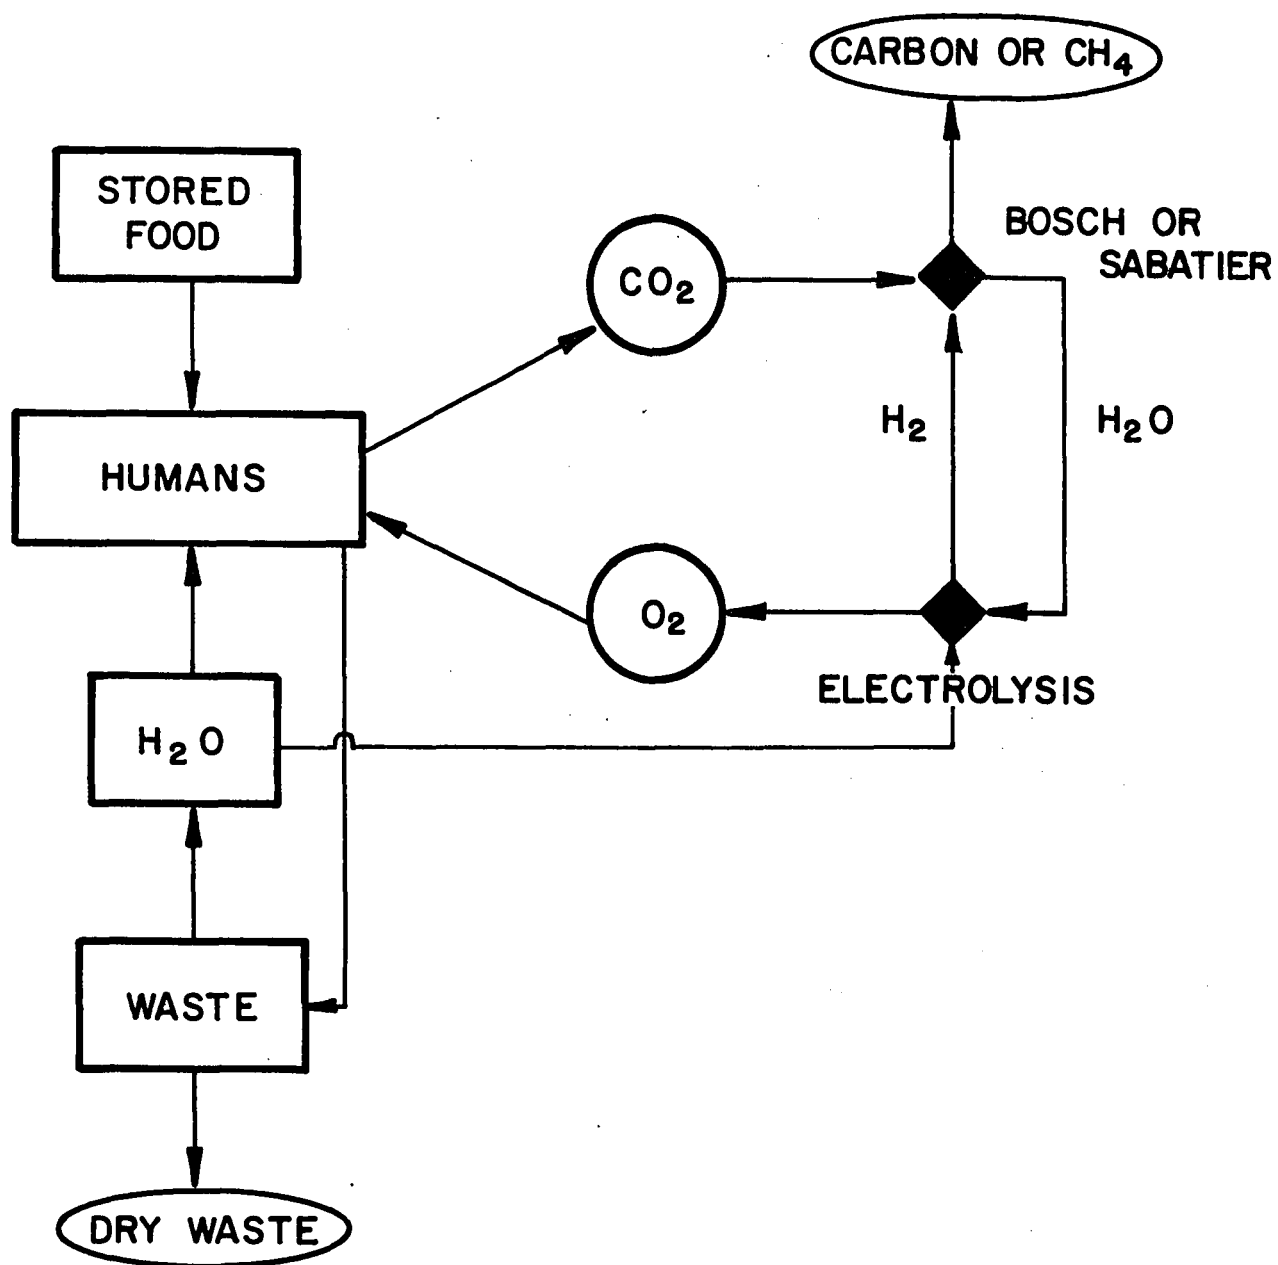 CARBON OR CH₄
STORED
FOOD
BOSCH OR
SABATIER
CO₂
H₂
H₂O
HUMANS
O₂
ELECTROLYSIS
H₂O
WASTE
DRY WASTE